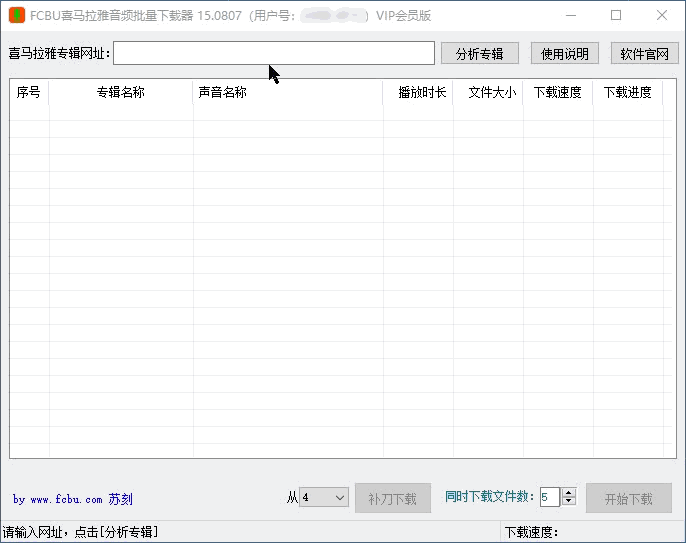 FCBU喜马拉雅音频批量下载器 15.0807 (用户号: ) VIP会员版
喜马拉雅专辑网址: 分析专辑 使用说明 软件官网
序号 专辑名称 声音名称 播放时长 文件大小 下载速度 下载进度
by www.fcbu.com 苏刻 从 4 补刀下载 同时下载文件数: 5 开始下载
请输入网址，点击[分析专辑] 下载速度: